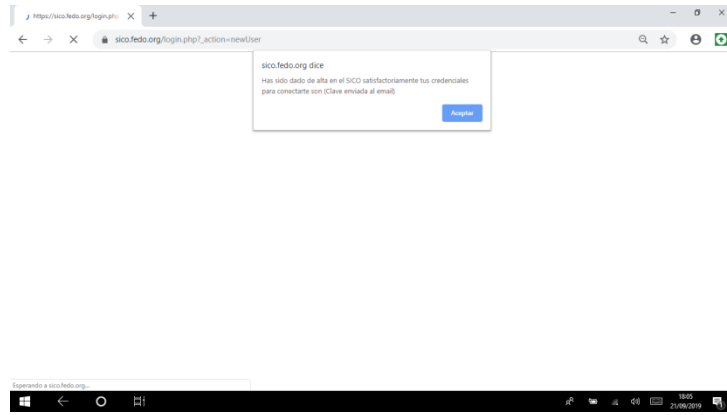 https://sico.fedo.org/login.ph
sico.fedo.org/login.php?_action=newUser
sico.fedo.org dice
Has sido dado de alta en el SICO satisfactoriamente tus credenciales
para conectarte son (Clave enviada al email)
Aceptar
Esperando a sico.fedo.org...
18:05
21/09/2019